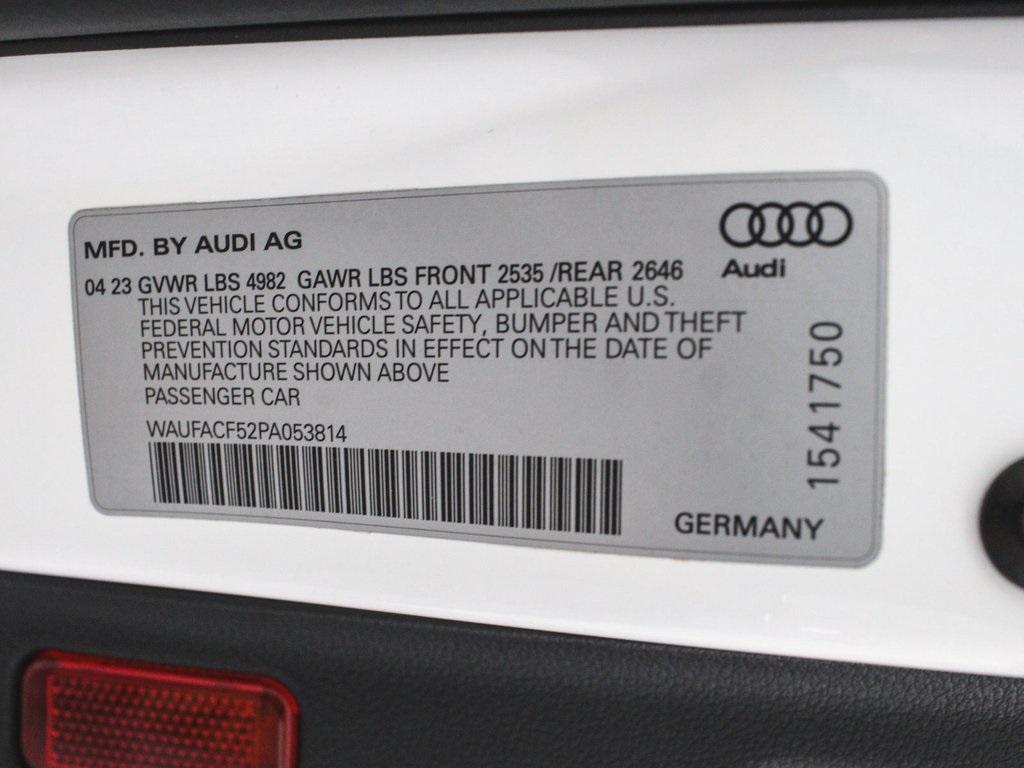 MFD. BY AUDI AG
Audi
04 23 GVWR LBS 4982 GAWR LBS FRONT 2535 /REAR 2646
THIS VEHICLE CONFORMS TO ALL APPLICABLE U.S.
FEDERAL MOTOR VEHICLE SAFETY, BUMPER AND THEFT
PREVENTION STANDARDS IN EFFECT ON THE DATE OF
MANUFACTURE SHOWN ABOVE
PASSENGER CAR
WAUFACF52PA053814
1541750
GERMANY